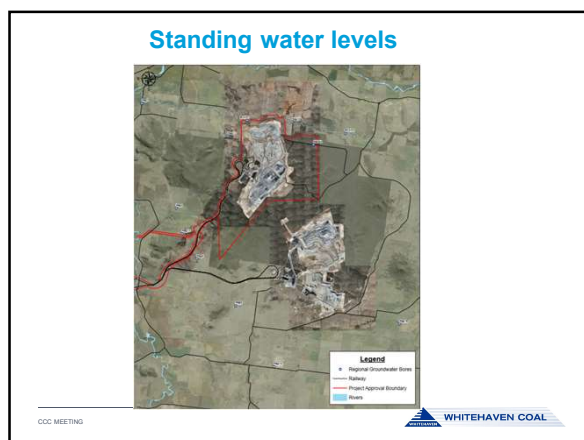 Standing water levels
Legend
Regional Groundwater Bores
Railway
Project Approval Boundary
Rivers
CCC MEETING
WHITEHAVEN COAL